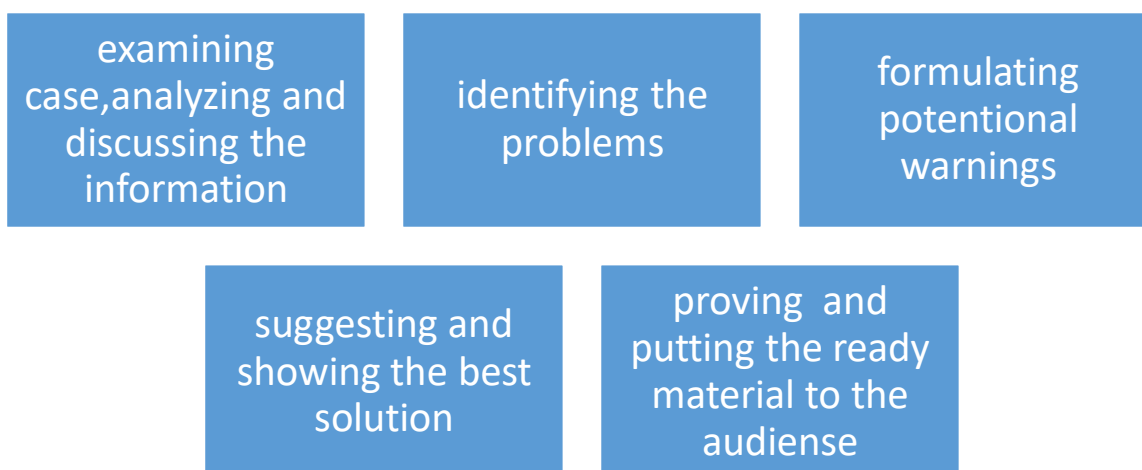 examining
case,analyzing and
discussing the
information
identifying the
problems
formulating
potentional
warnings
suggesting and
showing the best
solution
proving and
putting the ready
material to the
audiense